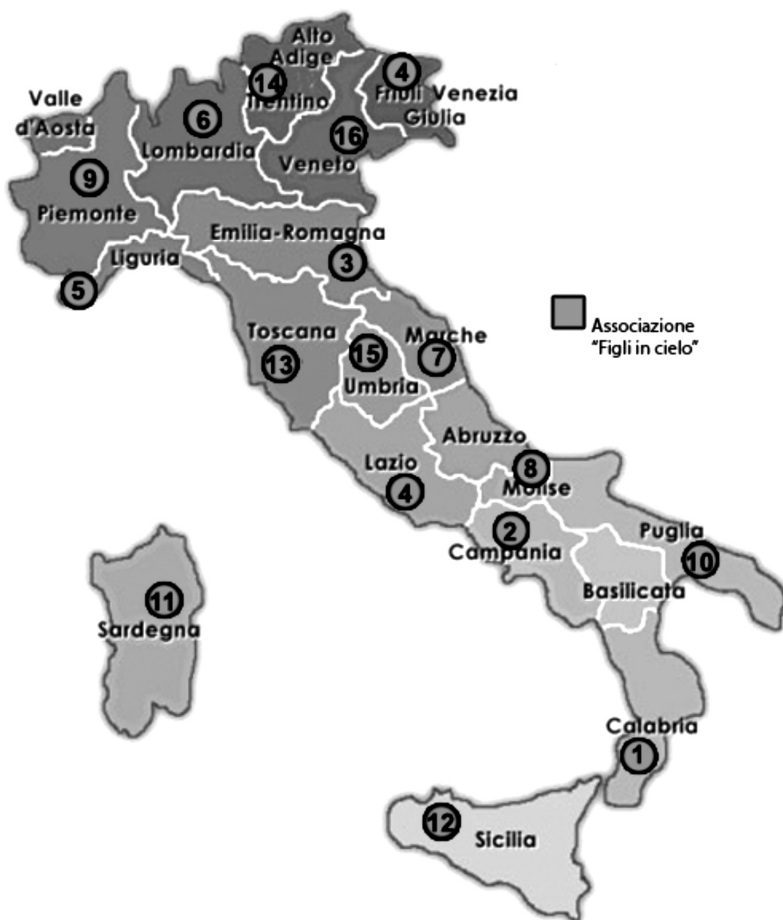 Alto
Adige
14
Trentino
4
Friuli Venezia
Giulia
Valle
d'Aosta
6
Lombardia
16
Veneto
9
Piemonte
Emilia-Romagna
3
Liguria
5
Toscana
13
15
Umbria
Marche
7
Associazione
"Figli in cielo"
Abruzzo
Lazio
4
8
Molise
2
Campania
Puglia
10
Basilicata
11
Sardegna
Calabria
1
12
Sicilia